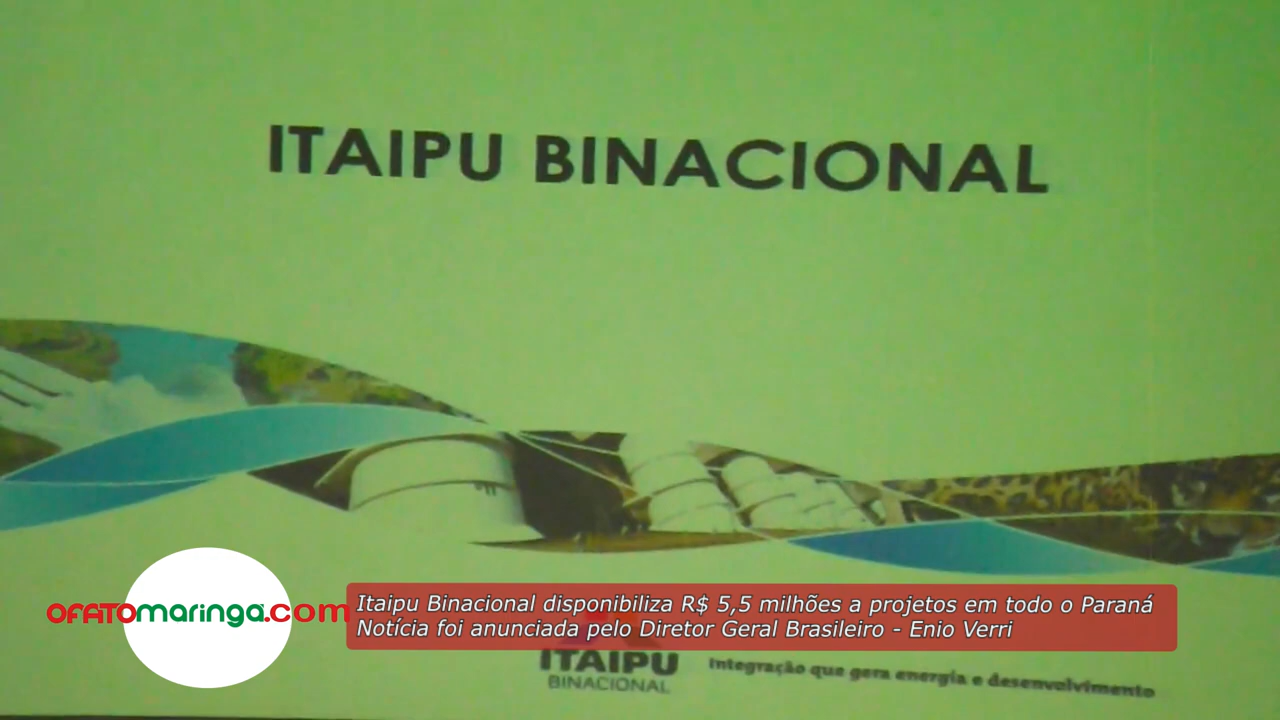 ITAIPU BINACIONAL
OFATOmaringá.com
Itaipu Binacional disponibiliza R$ 5,5 milhões a projetos em todo o Paraná
Notícia foi anunciada pelo Diretor Geral Brasileiro - Enio Verri
ITAIPU
BINACIONAL
Integração que gera energia e desenvolvimento